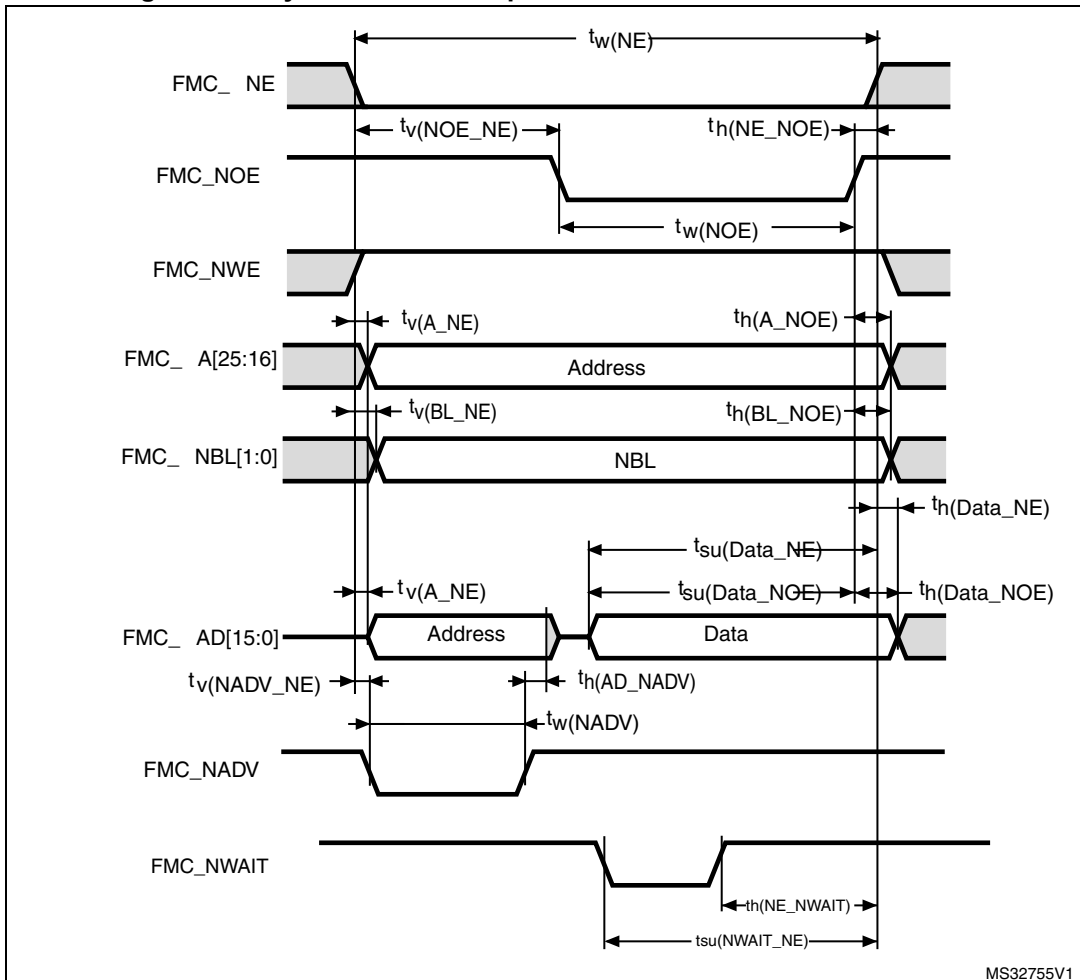 tw(NE)
FMC_ NE
tv(NOE_NE)
th(NE_NOE)
FMC_NOE
tw(NOE)
FMC_NWE
tv(A_NE)
th(A_NOE)
FMC_ A[25:16]
Address
tv(BL_NE)
th(BL_NOE)
FMC_ NBL[1:0]
NBL
th(Data_NE)
tsu(Data_NE)
tv(A_NE)
tsu(Data_NOE)
th(Data_NOE)
FMC_ AD[15:0]
Address
Data
tv(NADV_NE)
th(AD_NADV)
tw(NADV)
FMC_NADV
FMC_NWAIT
th(NE_NWAIT)
tsu(NWAIT_NE)
MS32755V1